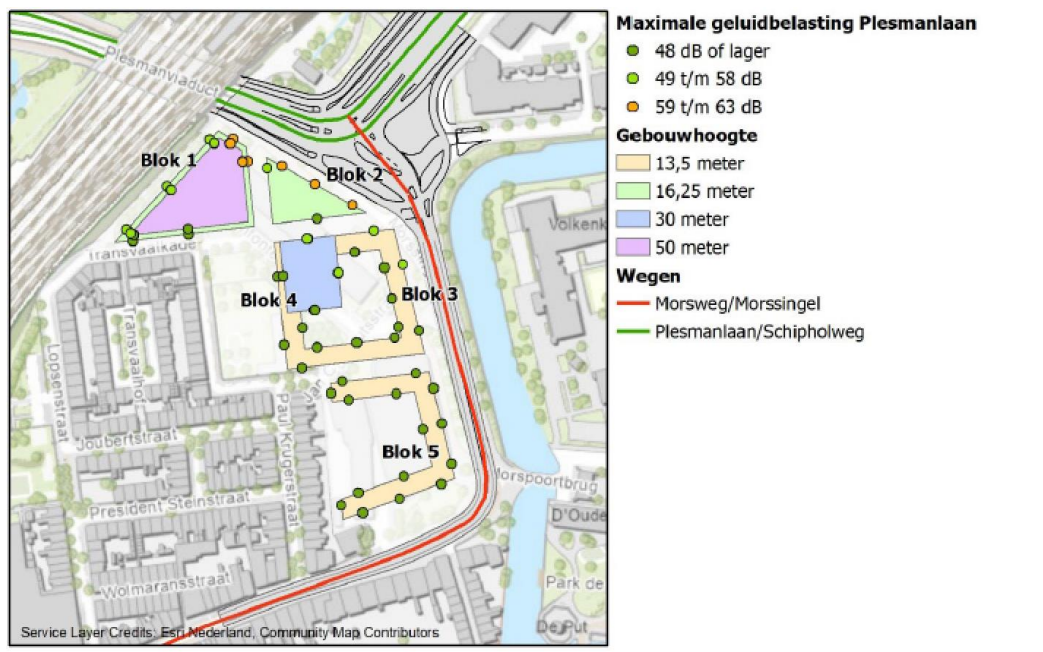 Maximale geluidbelasting Plesmanlaan
48 dB of lager
49 t/m 58 dB
59 t/m 63 dB
Gebouwhoogte
13,5 meter
16,25 meter
30 meter
50 meter
Wegen
Morsweg/Morssingel
Plesmanlaan/Schipholweg
Plesmanviaduct
Blok 1
Blok 2
Volkenk
Transvaalkade
Blok 4
Blok 3
Transvaalhof
Lopsenstraat
Jan
Paul Krugerstraat
Joubertstraat
Blok 5
President Steinstraat
Morspoortbrug
D'Oude
Wolmaransstraat
Park de
De Put
Service Layer Credits: Esri Nederland, Community Map Contributors